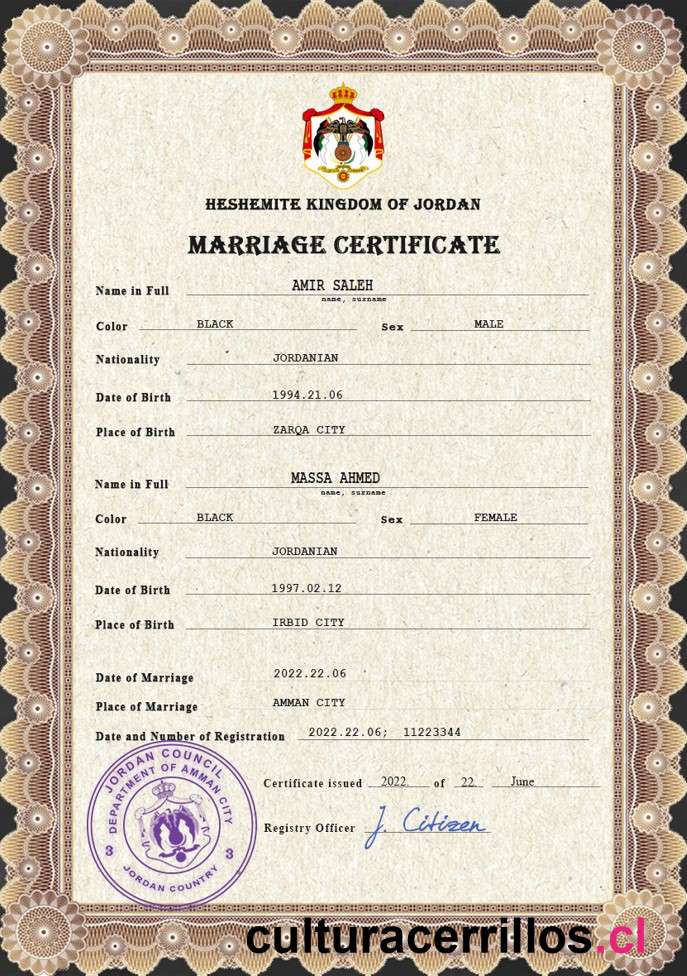 HESHEMITE KINGDOM OF JORDAN
MARRIAGE CERTIFICATE
Name in Full AMIR SALEH
name, surname
Color BLACK Sex MALE
Nationality JORDANIAN
Date of Birth 1994.21.06
Place of Birth ZARQA CITY
Name in Full MASSA AHMED
name, surname
Color BLACK Sex FEMALE
Nationality JORDANIAN
Date of Birth 1997.02.12
Place of Birth IRBID CITY
Date of Marriage 2022.22.06
Place of Marriage AMMAN CITY
Date and Number of Registration 2022.22.06; 11223344
Certificate issued 2022. of 22. June
Registry Officer J. Citizen
JORDAN COUNCIL
DEPARTMENT OF AMMAN CITY
3 3
JORDAN COUNTRY
culturacerrillos.cl